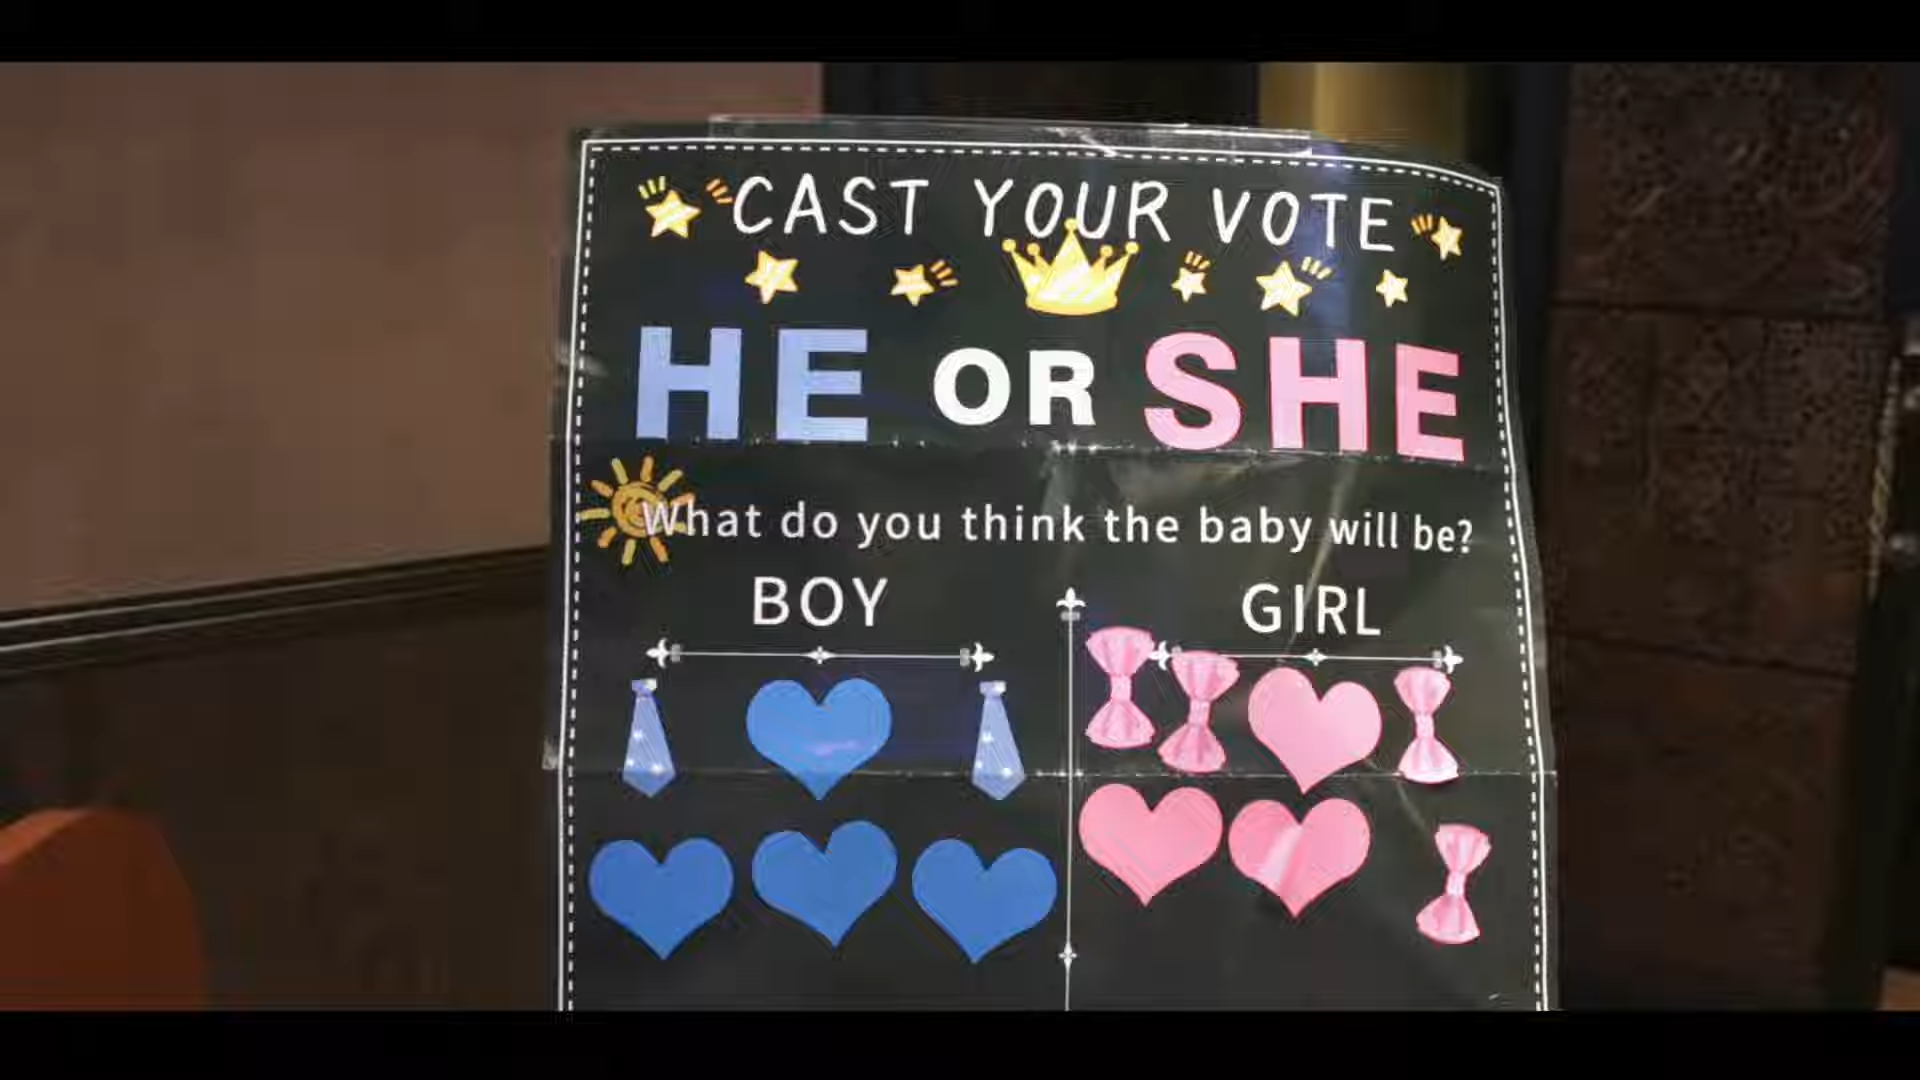 CAST YOUR VOTE
HE OR SHE
What do you think the baby will be?
BOY GIRL